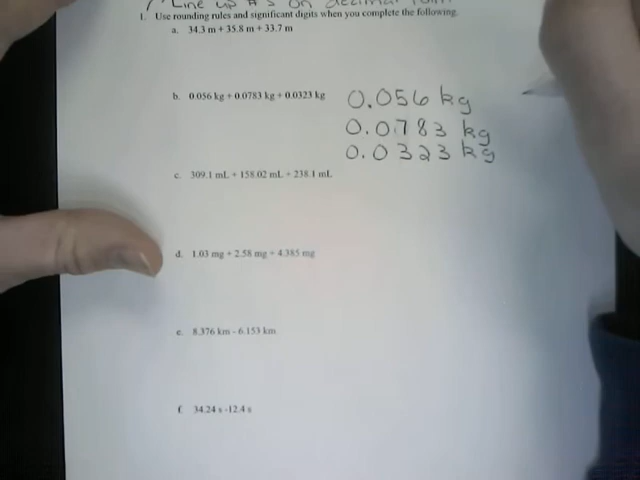 Line up #'s on decimal
1. Use rounding rules and significant digits when you complete the following.
a. 34.3 m + 35.8 m + 33.7 m
b. 0.056 kg + 0.0783 kg + 0.0323 kg
0.056 kg
0.0783 kg
0.0323 kg
c. 309.1 mL + 158.02 mL + 238.1 mL
d. 1.03 mg + 2.58 mg + 4.385 mg
e. 8.376 km - 6.153 km
f. 34.24 s -12.4 s